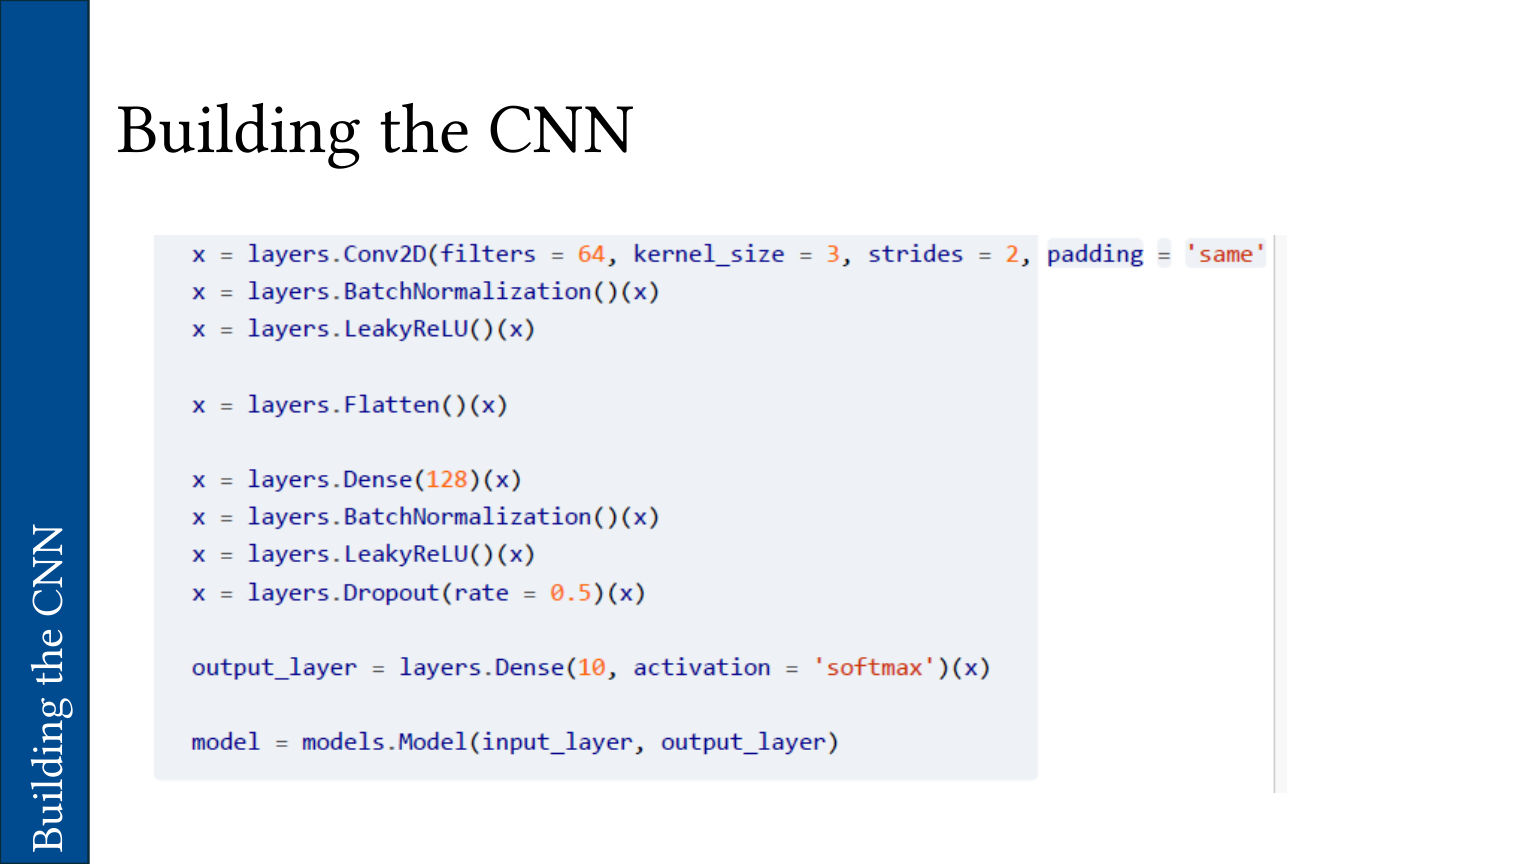 Building the CNN
x = layers.Conv2D(filters = 64, kernel_size = 3, strides = 2, padding = 'same'
x = layers.BatchNormalization()(x)
x = layers.LeakyReLU()(x)
x = layers.Flatten()(x)
x = layers.Dense(128)(x)
x = layers.BatchNormalization()(x)
x = layers.LeakyReLU()(x)
x = layers.Dropout(rate = 0.5)(x)
output_layer = layers.Dense(10, activation = 'softmax')(x)
model = models.Model(input_layer, output_layer)
Building the CNN